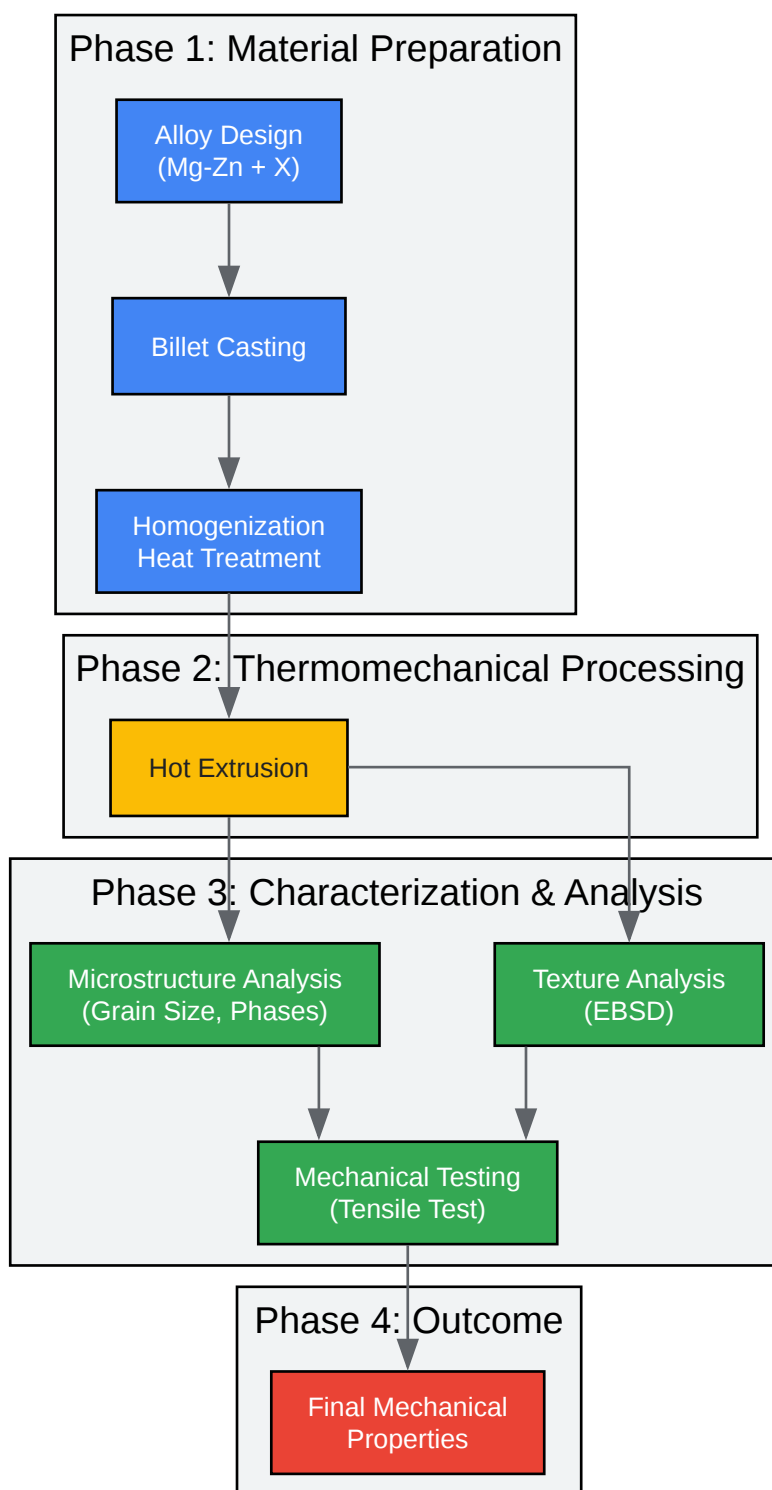 Phase 1: Material Preparation
Alloy Design
(Mg-Zn + X)
Billet Casting
Homogenization
Heat Treatment
Phase 2: Thermomechanical Processing
Hot Extrusion
Phase 3: Characterization & Analysis
Microstructure Analysis
(Grain Size, Phases)
Texture Analysis
(EBSD)
Mechanical Testing
(Tensile Test)
Phase 4: Outcome
Final Mechanical
Properties